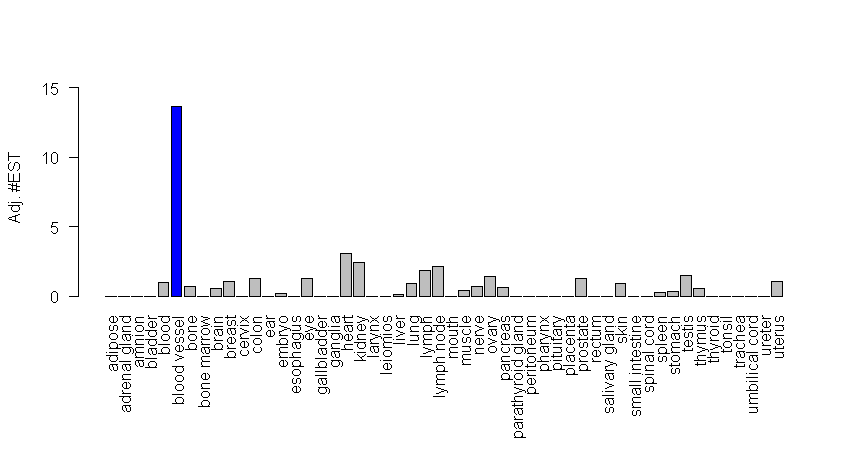 15
10
5
0
Adj. #EST
adipose
adrenal gland
amnion
bladder
blood
blood vessel
bone
bone marrow
brain
breast
cervix
colon
ear
embryo
esophagus
eye
gallbladder
ganglia
heart
kidney
larynx
leiomios
liver
lung
lymph
lymph node
mouth
muscle
nerve
ovary
pancreas
parathyroid gland
peritoneum
pharynx
pituitary
placenta
prostate
rectum
salivary gland
skin
small intestine
spinal cord
spleen
stomach
testis
thymus
thyroid
tonsil
trachea
umbilical cord
ureter
uterus